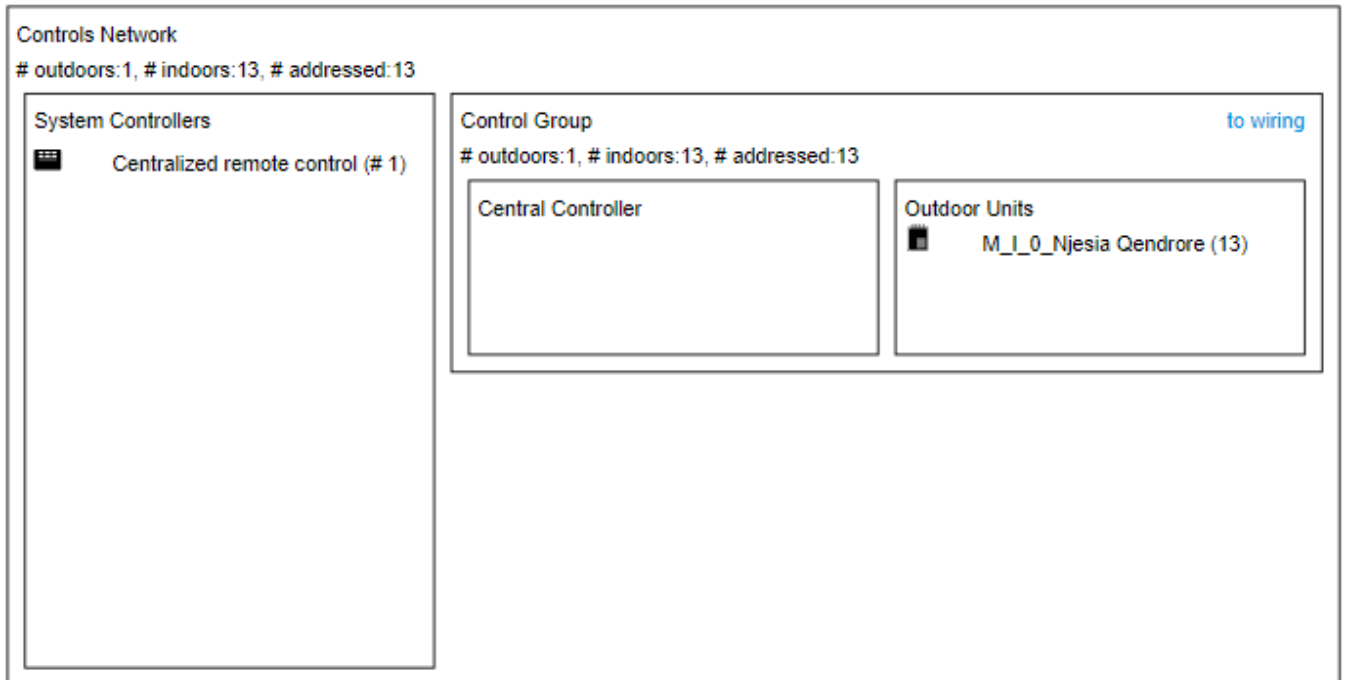 Controls Network
# outdoors:1, # indoors:13, # addressed:13
System Controllers
Centralized remote control (# 1)
Control Group
to wiring
# outdoors:1, # indoors:13, # addressed:13
Central Controller
Outdoor Units
M_I_0_Njesia Qendrore (13)